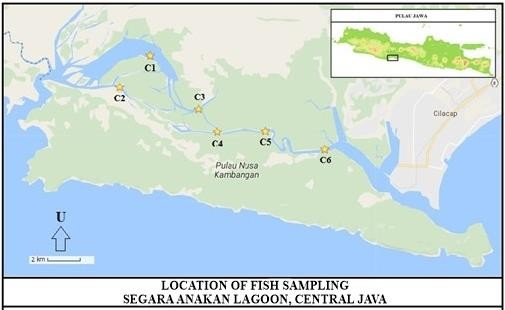 PULAU JAWA
C1
C2
C3
Cilacap
C4
C5
C6
Pulau Nusa
Kambangan
U
2 km
LOCATION OF FISH SAMPLING
SEGARA ANAKAN LAGOON, CENTRAL JAVA